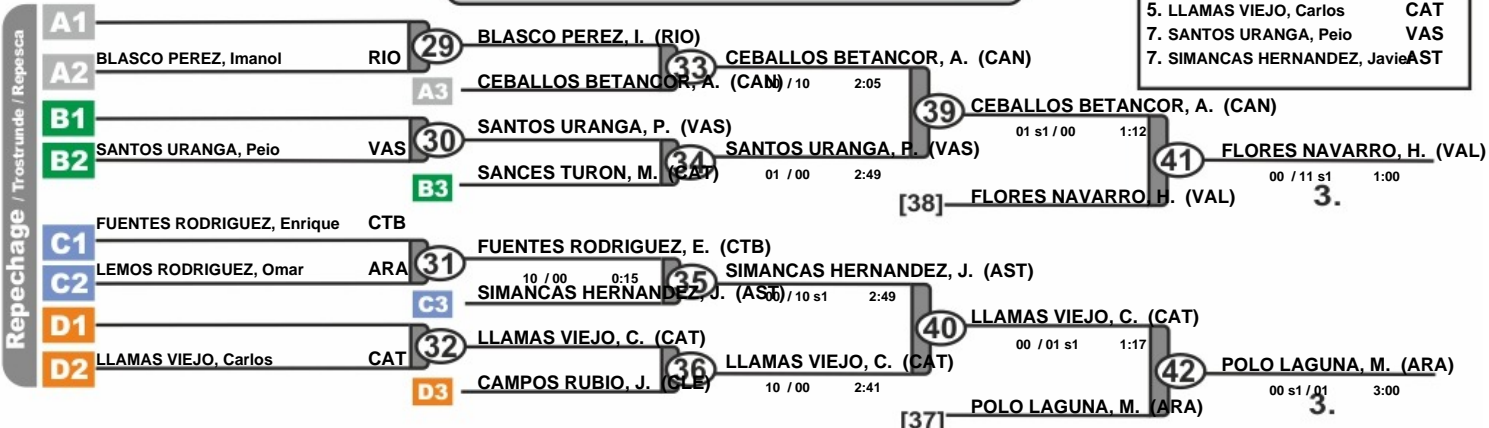 5. LLAMAS VIEJO, Carlos CAT
7. SANTOS URANGA, Peio VAS
7. SIMANCAS HERNANDEZ, Javier AST
Repechage / Trostrunde / Repesca
A1
A2 BLASCO PEREZ, Imanol RIO
29 BLASCO PEREZ, I. (RIO)
A3 CEBALLOS BETANCOR, A. (CAN)
33 CEBALLOS BETANCOR, A. (CAN)
00 / 10 2:05
B1
B2 SANTOS URANGA, Peio VAS
30 SANTOS URANGA, P. (VAS)
B3 SANCES TURON, M. (CAT)
34 SANTOS URANGA, P. (VAS)
01 / 00 2:49
39 CEBALLOS BETANCOR, A. (CAN)
01 s1 / 00 1:12
[38] FLORES NAVARRO, H. (VAL)
41 FLORES NAVARRO, H. (VAL)
00 / 11 s1 1:00
3.
C1 FUENTES RODRIGUEZ, Enrique CTB
C2 LEMOS RODRIGUEZ, Omar ARA
31 FUENTES RODRIGUEZ, E. (CTB)
10 / 00 0:15
C3 SIMANCAS HERNANDEZ, J. (AST)
35 SIMANCAS HERNANDEZ, J. (AST)
00 / 10 s1 2:49
D1
D2 LLAMAS VIEJO, Carlos CAT
32 LLAMAS VIEJO, C. (CAT)
D3 CAMPOS RUBIO, J. (CLE)
36 LLAMAS VIEJO, C. (CAT)
10 / 00 2:41
40 LLAMAS VIEJO, C. (CAT)
00 / 01 s1 1:17
[37] POLO LAGUNA, M. (ARA)
42 POLO LAGUNA, M. (ARA)
00 s1 / 01 3:00
3.